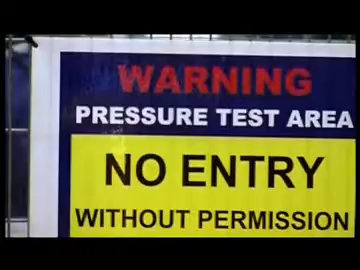 WARNING
PRESSURE TEST AREA
NO ENTRY
WITHOUT PERMISSION